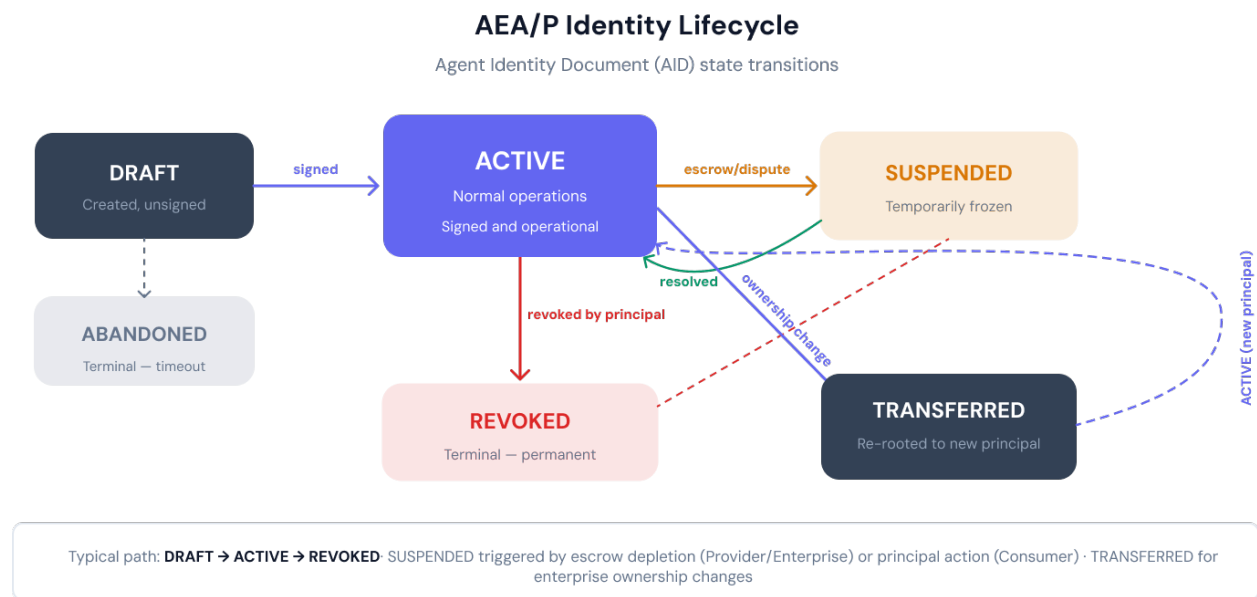 AEA/P Identity Lifecycle
Agent Identity Document (AID) state transitions
DRAFT
Created, unsigned
signed
ACTIVE
Normal operations
Signed and operational
escrow/dispute
SUSPENDED
Temporarily frozen
resolved
ownership change
ACTIVE (new principal)
revoked by principal
ABANDONED
Terminal — timeout
REVOKED
Terminal — permanent
TRANSFERRED
Re-rooted to new principal
Typical path: DRAFT → ACTIVE → REVOKED· SUSPENDED triggered by escrow depletion (Provider/Enterprise) or principal action (Consumer) · TRANSFERRED for
enterprise ownership changes